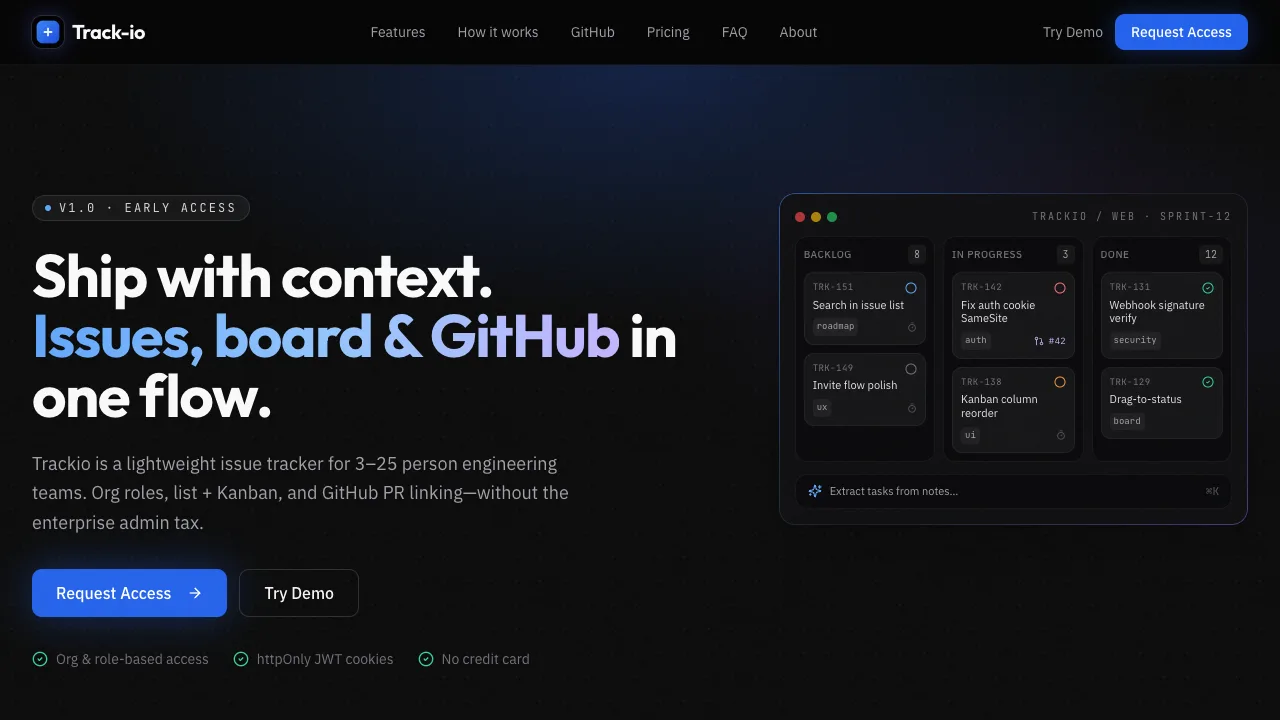 Track-io
Features
How it works
GitHub
Pricing
FAQ
About
Try Demo
Request Access
V1.0 · EARLY ACCESS
Ship with context.
Issues, board & GitHub in
one flow.
Trackio is a lightweight issue tracker for 3–25 person engineering
teams. Org roles, list + Kanban, and GitHub PR linking—without the
enterprise admin tax.
Request Access →
Try Demo
Org & role-based access
httpOnly JWT cookies
No credit card
TRACKIO / WEB · SPRINT-12
BACKLOG 8
TRK-151
Search in issue list
roadmap
TRK-149
Invite flow polish
ux
IN PROGRESS 3
TRK-142
Fix auth cookie
SameSite
auth #42
TRK-138
Kanban column
reorder
ui
DONE 12
TRK-131
Webhook signature
verify
security
TRK-129
Drag-to-status
board
Extract tasks from notes… ⌘K